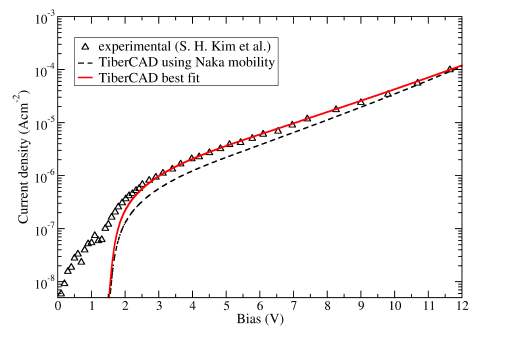 10^-3
experimental (S. H. Kim et al.)
TiberCAD using Naka mobility
TiberCAD best fit
10^-4
10^-5
10^-6
10^-7
10^-8
Current density (Acm^-2)
0 1 2 3 4 5 6 7 8 9 10 11 12
Bias (V)